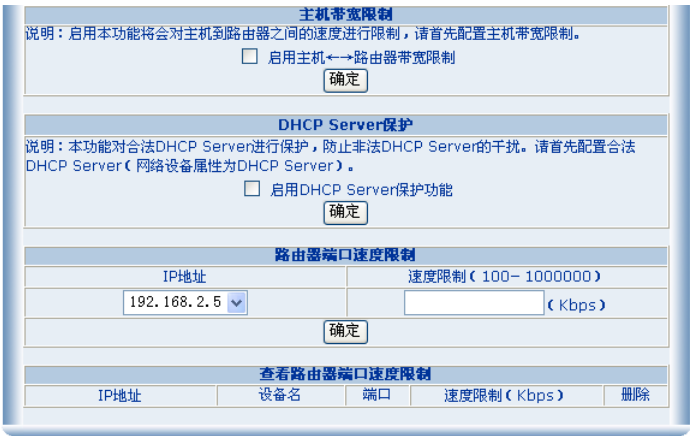 主机带宽限制
说明：启用本功能将会对主机到路由器之间的速度进行限制，请首先配置主机带宽限制。
启用主机←→路由器带宽限制
确定
DHCP Server保护
说明：本功能对合法DHCP Server进行保护，防止非法DHCP Server的干扰。请首先配置合法
DHCP Server（网络设备属性为DHCP Server）。
启用DHCP Server保护功能
确定
路由器端口速度限制
IP地址 速度限制（100－1000000）
192.168.2.5 （Kbps）
确定
查看路由器端口速度限制
IP地址 设备名 端口 速度限制（Kbps） 删除